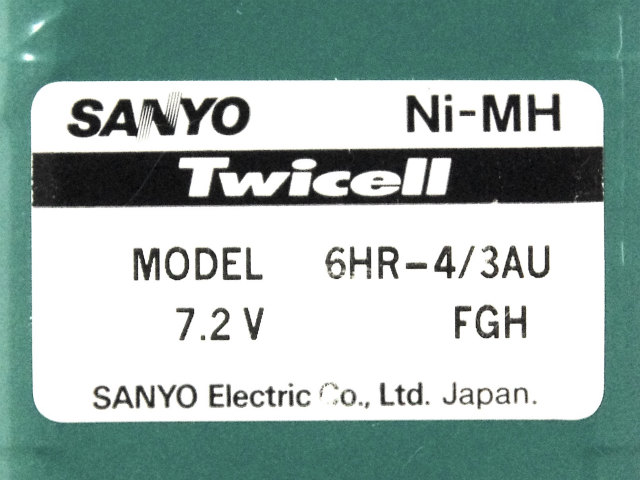 SANYO Ni-MH
Twicell
MODEL 6HR-4/3AU
7.2 V FGH
SANYO Electric Co., Ltd. Japan.